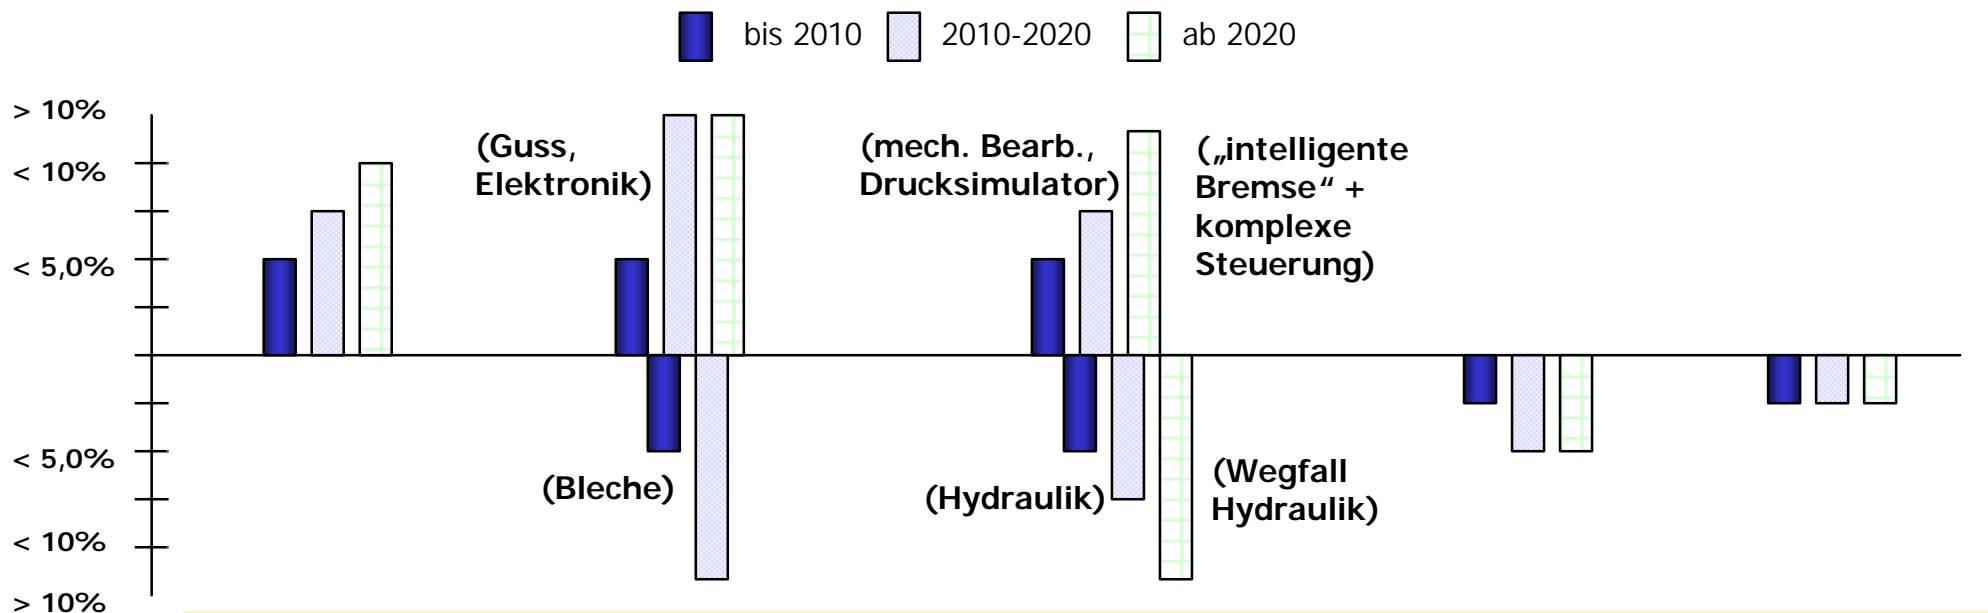 bis 2010 2010-2020 ab 2020
> 10%
< 10%
< 5,0%
(Guss,
Elektronik)
(mech. Bearb.,
Drucksimulator)
(„intelligente
Bremse“ +
komplexe
Steuerung)
< 5,0%
< 10%
> 10%
(Bleche)
(Hydraulik)
(Wegfall
Hydraulik)